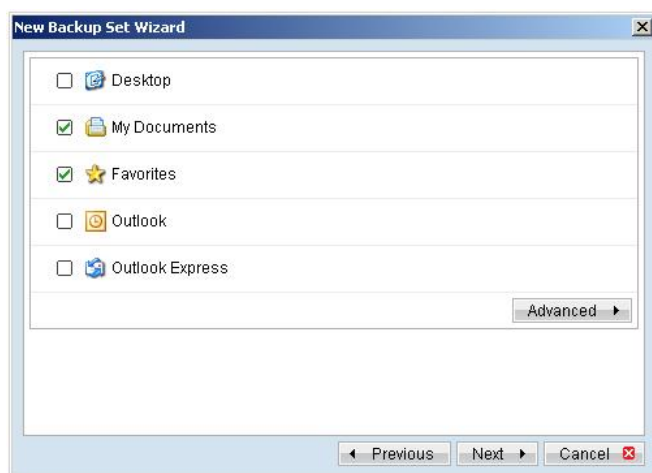 New Backup Set Wizard
Desktop
My Documents
Favorites
Outlook
Outlook Express
Advanced
Previous Next Cancel